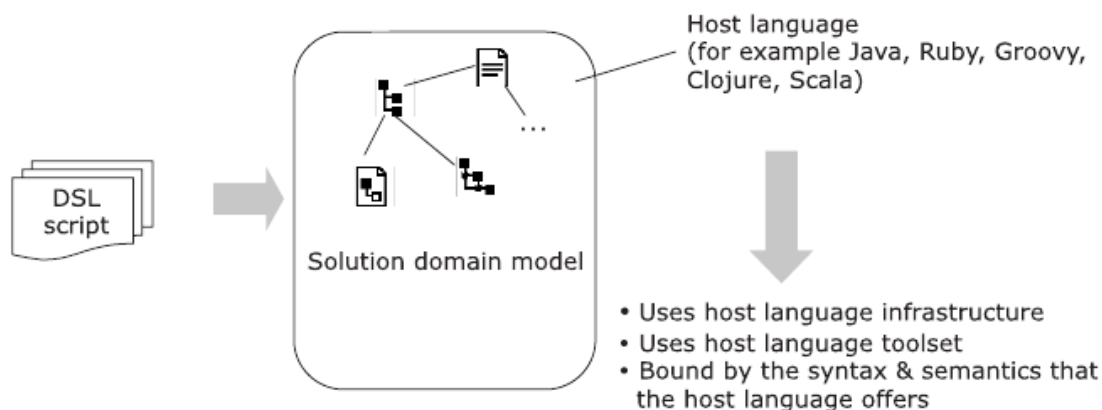 Host language
(for example Java, Ruby, Groovy,
Clojure, Scala)
...
DSL
script
Solution domain model
• Uses host language infrastructure
• Uses host language toolset
• Bound by the syntax & semantics that
the host language offers